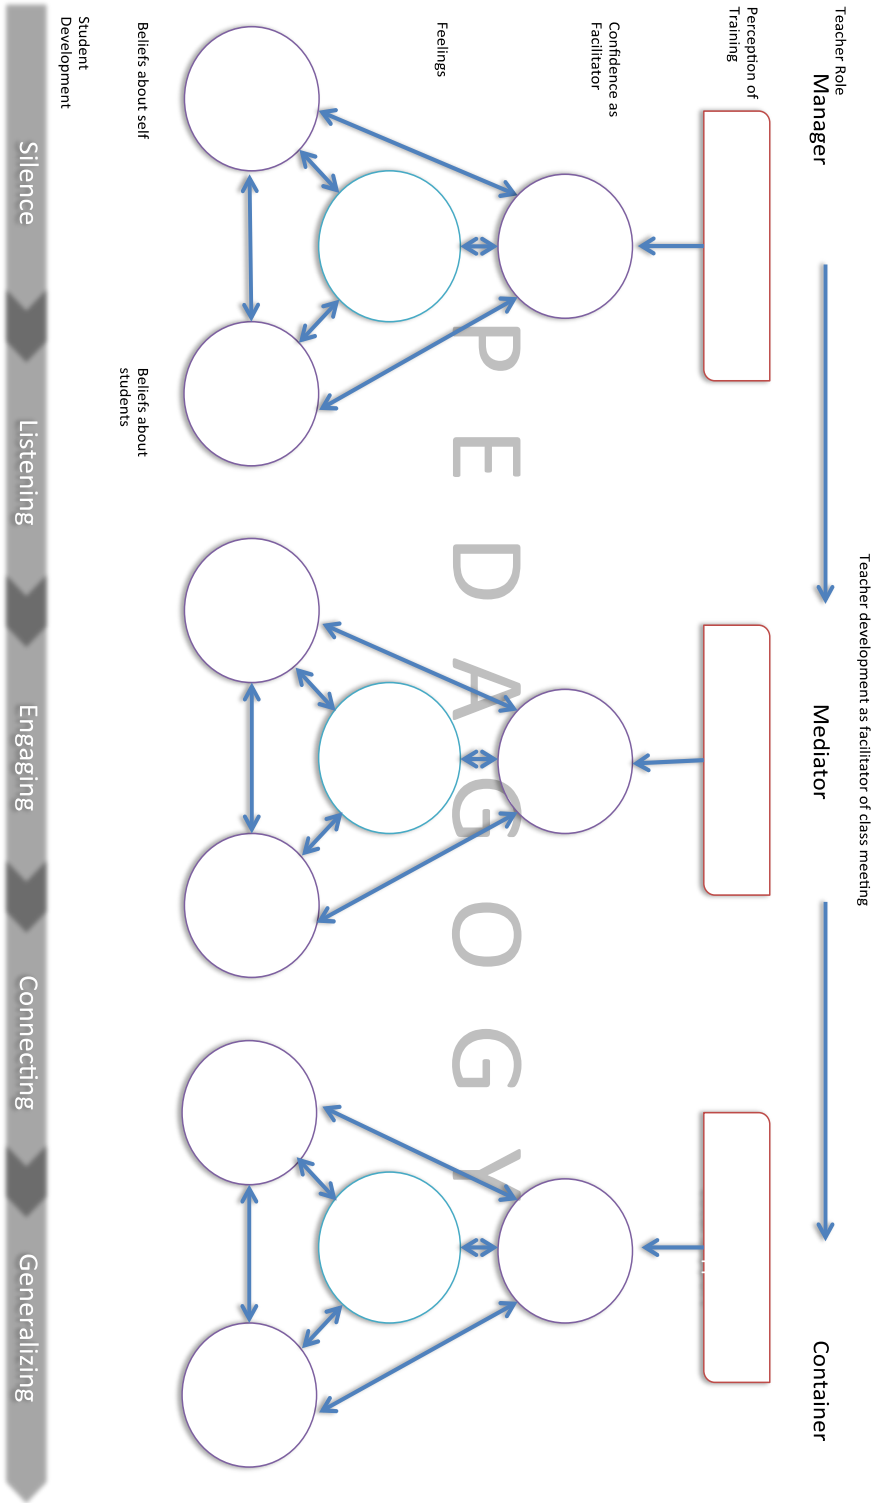 Teacher development as facilitator of class meeting
Teacher Role
Manager
Mediator
Container
Perception of
Training
Confidence as
Facilitator
Feelings
P E D A G O G Y
Beliefs about self
Beliefs about
students
Student
Development
Silence
Listening
Engaging
Connecting
Generalizing